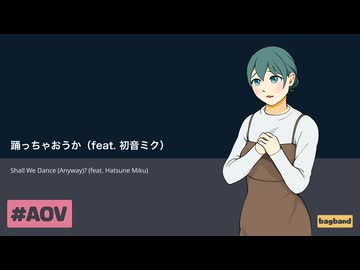 踊っちゃおうか（feat. 初音ミク）
Shall We Dance (Anyway)? (feat. Hatsune Miku)
#AOV
bagband